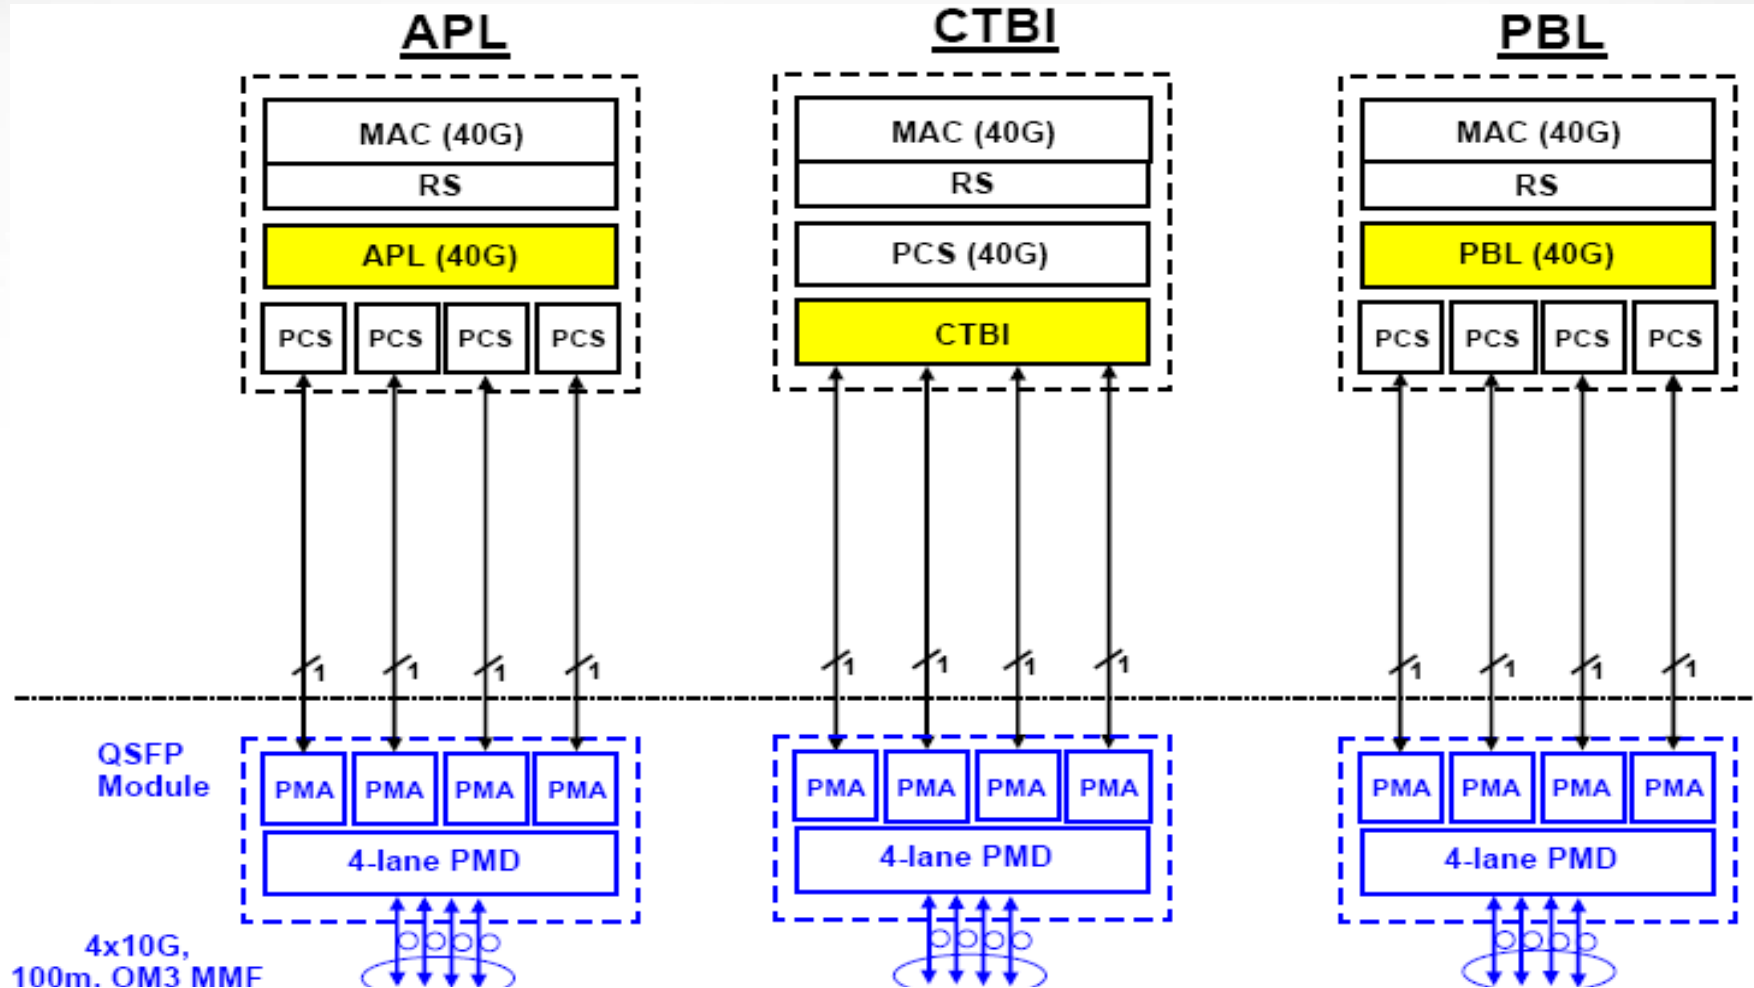 APL CTBI PBL
MAC (40G) MAC (40G) MAC (40G)
RS RS RS
APL (40G) PCS (40G) PBL (40G)
PCS PCS PCS PCS CTBI PCS PCS PCS PCS
1 1 1 1 1 1 1 1 1 1 1 1
QSFP
Module
PMA PMA PMA PMA PMA PMA PMA PMA PMA PMA PMA PMA
4-lane PMD 4-lane PMD 4-lane PMD
4x10G,
100m, OM3 MMF